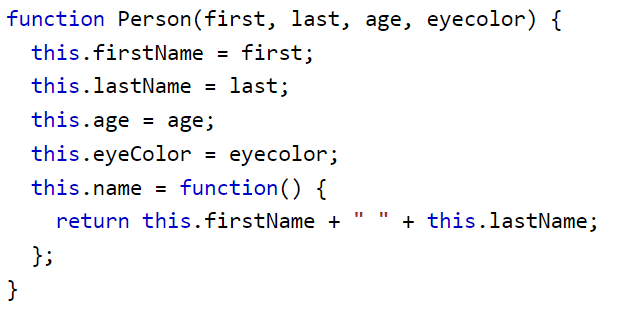 function Person(first, last, age, eyecolor) {
  this.firstName = first;
  this.lastName = last;
  this.age = age;
  this.eyeColor = eyecolor;
  this.name = function() {
    return this.firstName + " " + this.lastName;
  };
}